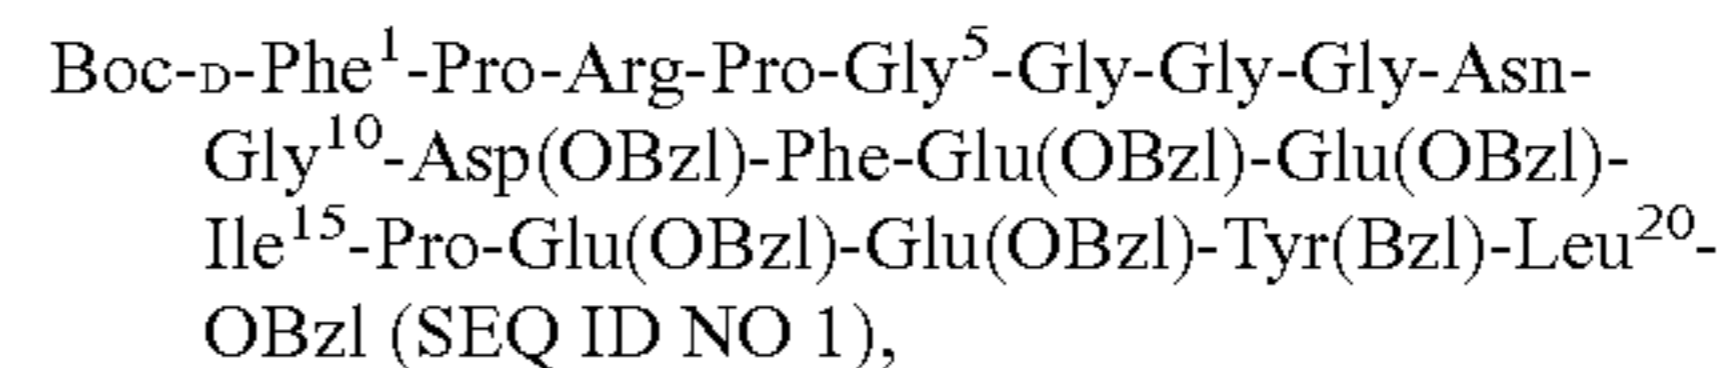 Boc-D-Phe¹-Pro-Arg-Pro-Gly⁵-Gly-Gly-Gly-Asn-
Gly¹⁰-Asp(OBzl)-Phe-Glu(OBzl)-Glu(OBzl)-
Ile¹⁵-Pro-Glu(OBzl)-Glu(OBzl)-Tyr(Bzl)-Leu²⁰-
OBzl (SEQ ID NO 1),